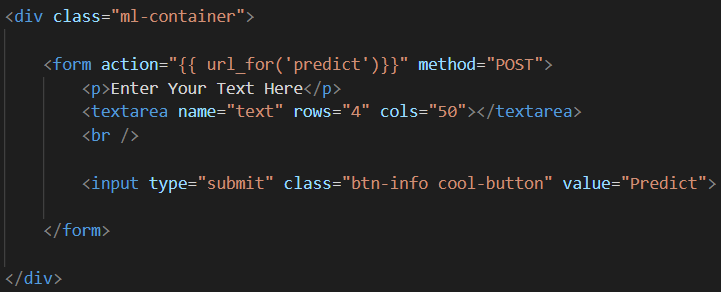 <div class="ml-container">
<form action="{{ url_for('predict')}}" method="POST">
<p>Enter Your Text Here</p>
<textarea name="text" rows="4" cols="50"></textarea>
<br />
<input type="submit" class="btn-info cool-button" value="Predict">
</form>
</div>